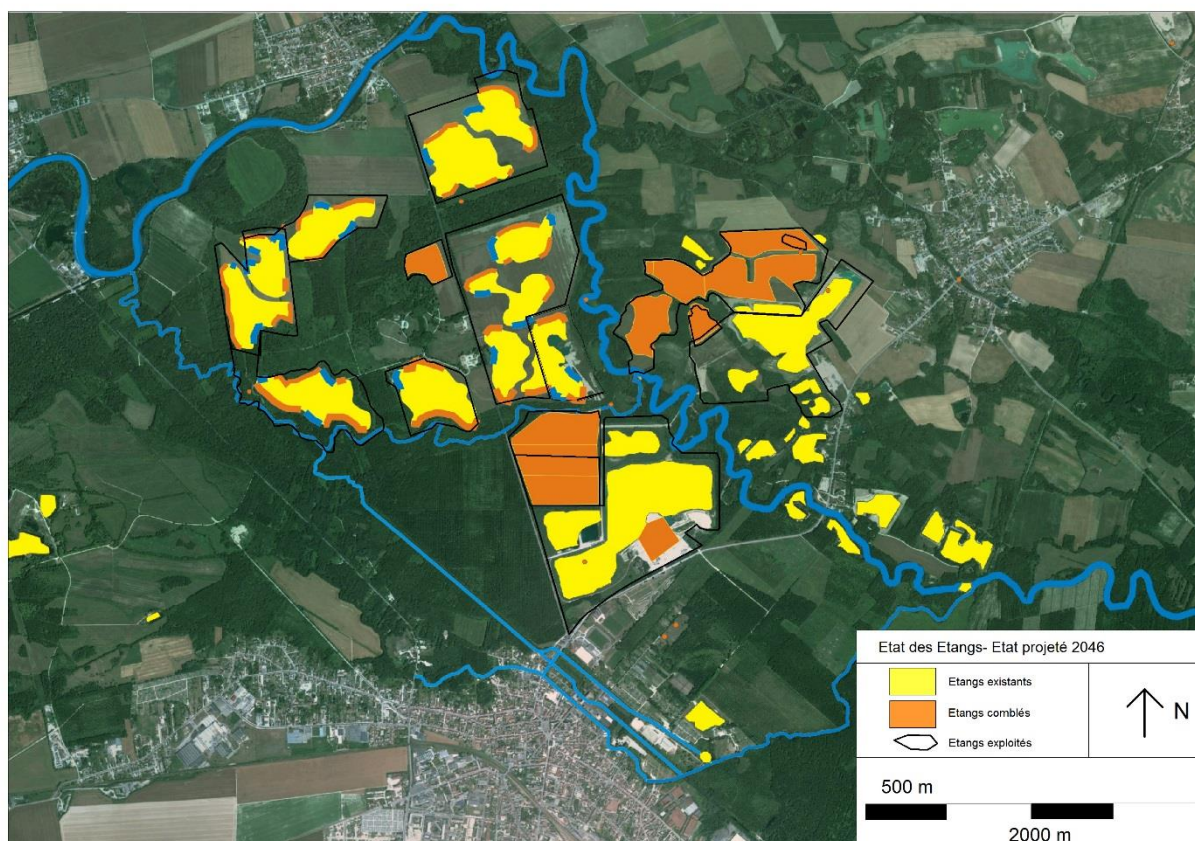 Etat des Etangs- Etat projeté 2046
Etangs existants
Etangs comblés
Etangs exploités
N
500 m
2000 m